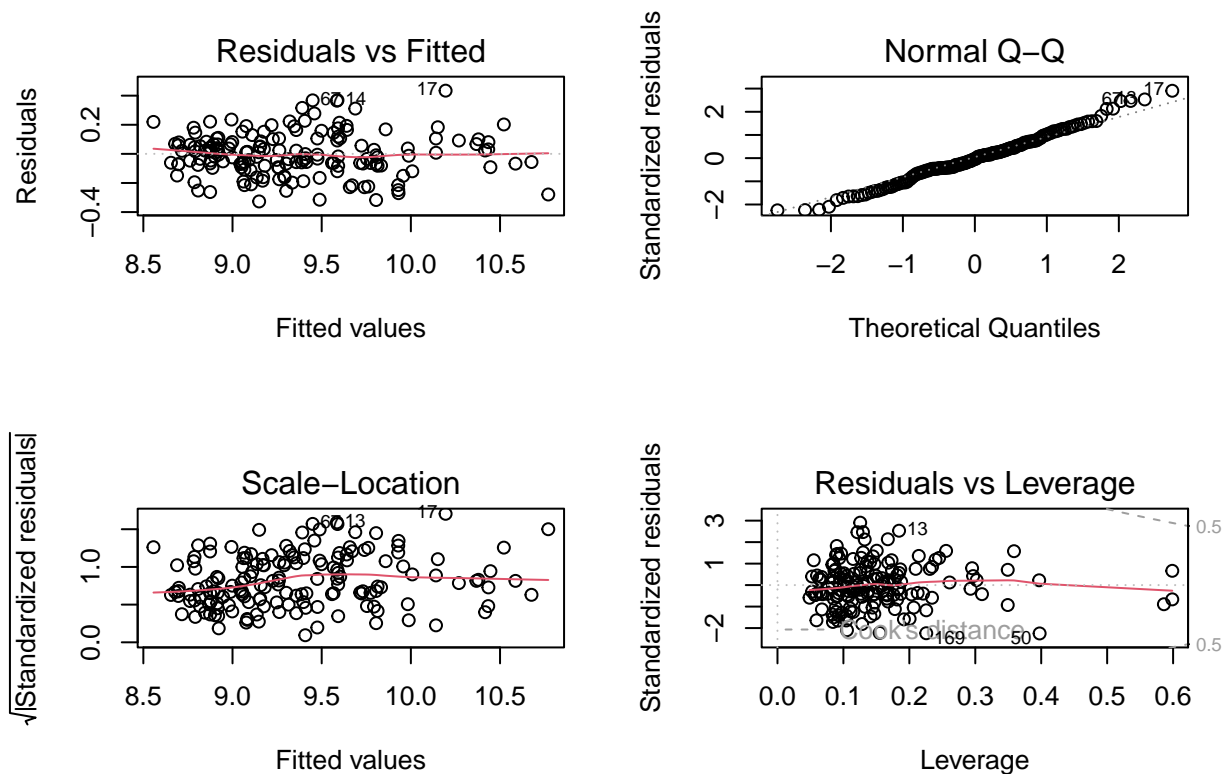 Residuals vs Fitted
Residuals
0.2
−0.4
8.5 9.0 9.5 10.0 10.5
Fitted values
67 14 17
Normal Q−Q
Standardized residuals
2
0
−2
−2 −1 0 1 2
Theoretical Quantiles
67 17
Scale−Location
√|Standardized residuals|
1.0
0.0
8.5 9.0 9.5 10.0 10.5
Fitted values
67 13 17
Residuals vs Leverage
Standardized residuals
3
1
−2
0.0 0.1 0.2 0.3 0.4 0.5 0.6
Leverage
13
Cook's distance
169 50
0.5
0.5